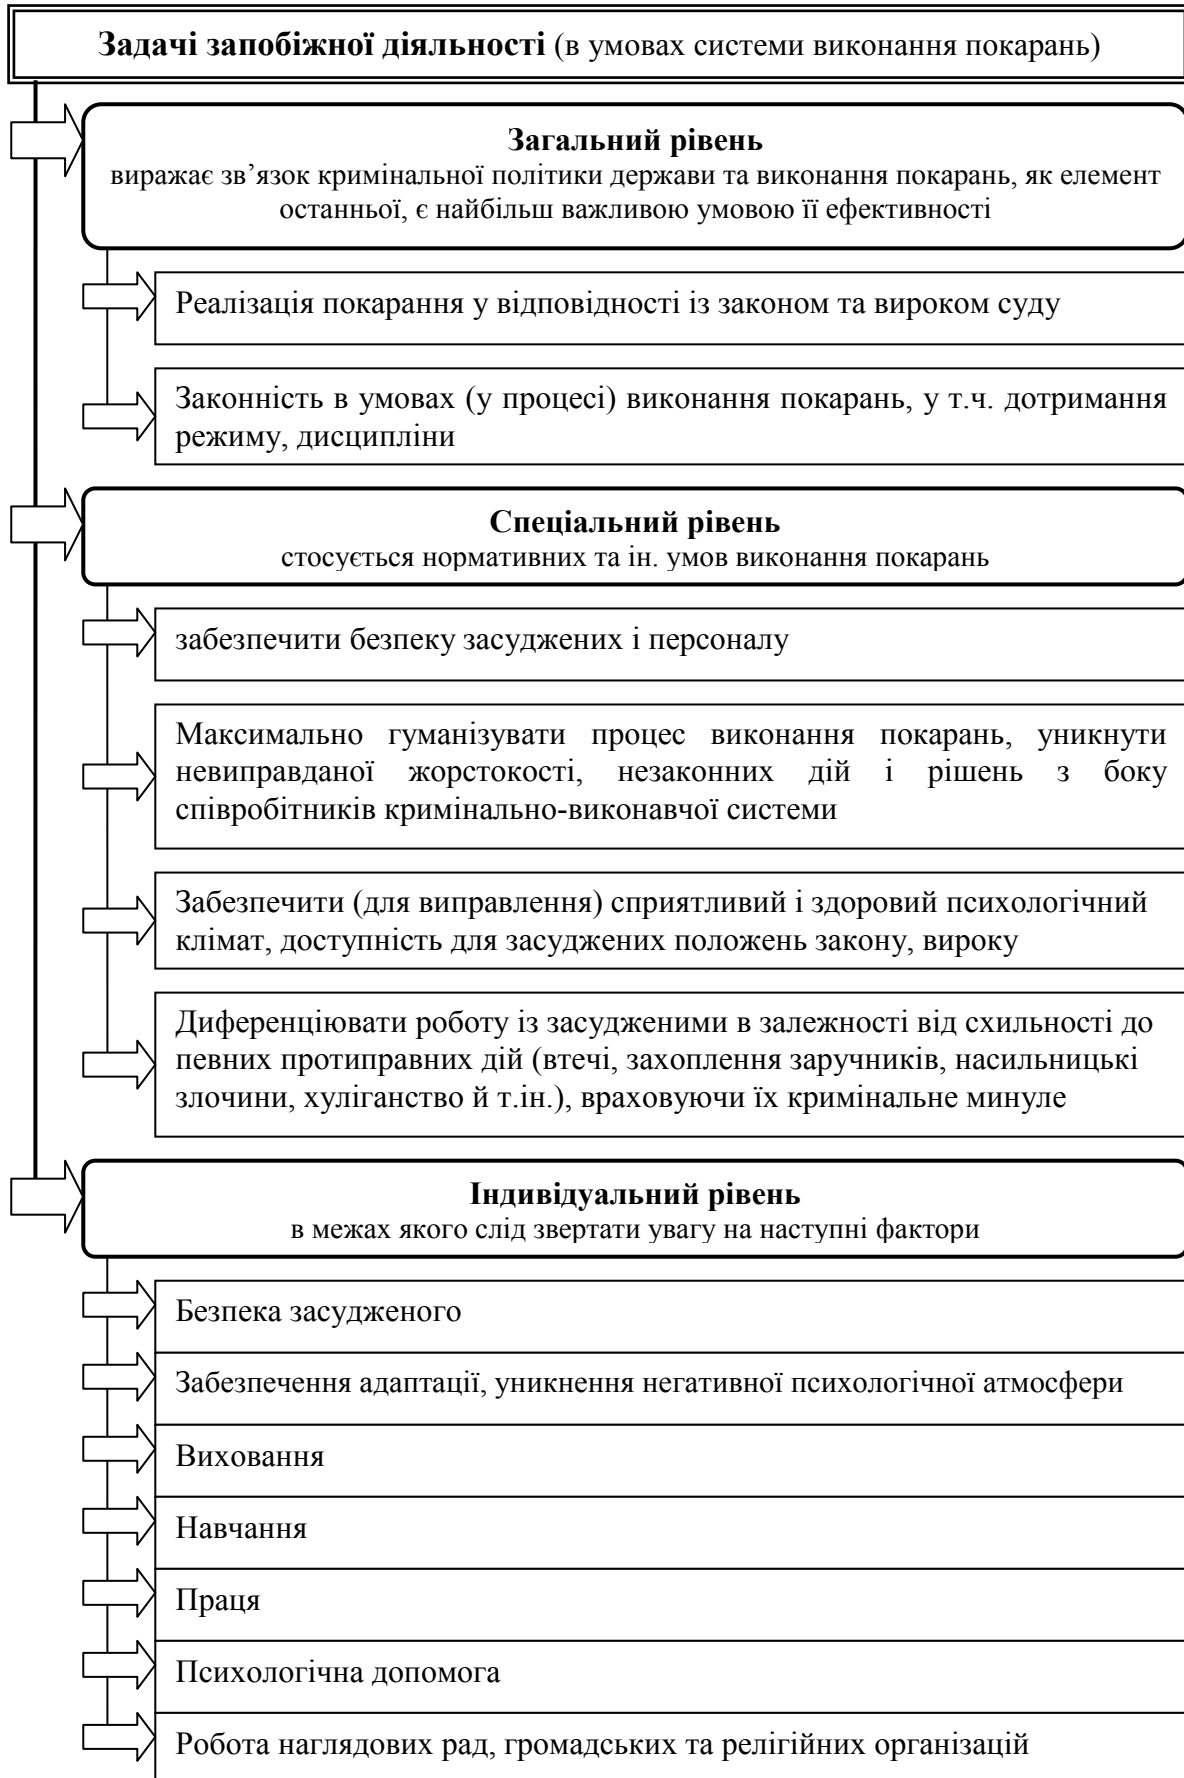 Задачі запобіжної діяльності (в умовах системи виконання покарань)
Загальний рівень
виражає зв’язок кримінальної політики держави та виконання покарань, як елемент
останньої, є найбільш важливою умовою її ефективності
Реалізація покарання у відповідності із законом та вироком суду
Законність в умовах (у процесі) виконання покарань, у т.ч. дотримання
режиму, дисципліни
Спеціальний рівень
стосується нормативних та ін. умов виконання покарань
забезпечити безпеку засуджених і персоналу
Максимально гуманізувати процес виконання покарань, уникнути
невиправданої жорстокості, незаконних дій і рішень з боку
співробітників кримінально-виконавчої системи
Забезпечити (для виправлення) сприятливий і здоровий психологічний
клімат, доступність для засуджених положень закону, вироку
Диференціювати роботу із засудженими в залежності від схильності до
певних протиправних дій (втечі, захоплення заручників, насильницькі
злочини, хуліганство й т.ін.), враховуючи їх кримінальне минуле
Індивідуальний рівень
в межах якого слід звертати увагу на наступні фактори
Безпека засудженого
Забезпечення адаптації, уникнення негативної психологічної атмосфери
Виховання
Навчання
Праця
Психологічна допомога
Робота наглядових рад, громадських та релігійних організацій